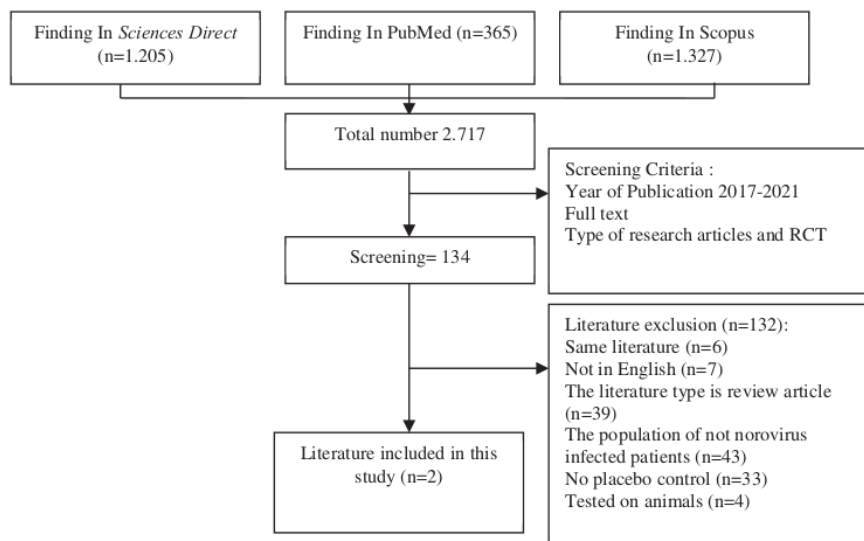 Finding In Sciences Direct
(n=1.205)
Finding In PubMed (n=365)
Finding In Scopus
(n=1.327)
Total number 2.717
Screening Criteria :
Year of Publication 2017-2021
Full text
Type of research articles and RCT
Screening= 134
Literature exclusion (n=132):
Same literature (n=6)
Not in English (n=7)
The literature type is review article
(n=39)
The population of not norovirus
infected patients (n=43)
No placebo control (n=33)
Tested on animals (n=4)
Literature included in this
study (n=2)